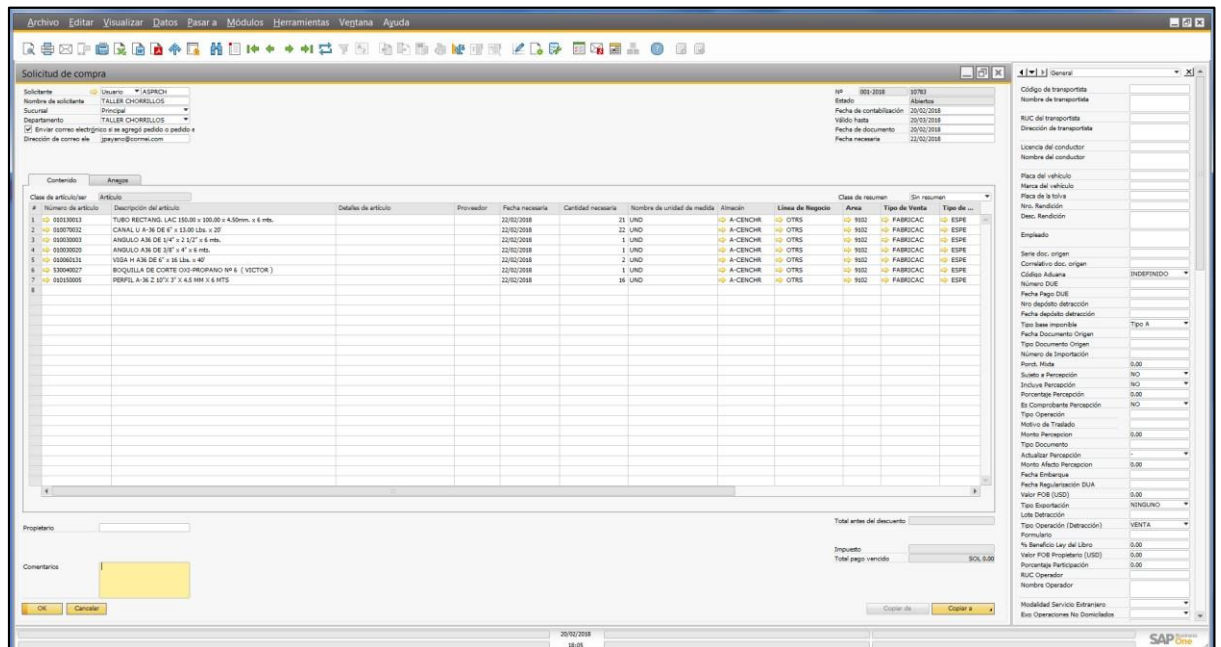 Archivo Editar Visualizar Datos Pasar a Módulos Herramientas Ventana Ayuda
Solicitud de compra
Solicitante Usuario ASPRCH
Nombre de solicitante TALLER CHORRILLOS
Sucursal Principal
Departamento TALLER CHORRILLOS
Enviar correo electrónico si se agregó pedido o pedido e
Dirección de correo ele jpayano@cormei.com
Nº 001-2018 10783
Estado Abiertos
Fecha de contabilización 20/02/2018
Válido hasta 20/03/2018
Fecha de documento 20/02/2018
Fecha necesaria 22/02/2018
Contenido Anexos
Clase de artículo/ser Artículo Clase de resumen Sin resumen
# Número de artículo Descripción del artículo Detalles de artículo Proveedor Fecha necesaria Cantidad necesaria Nombre de unidad de medida Almacén Línea de Negocio Area Tipo de Venta Tipo de ...
1 010130013 TUBO RECTANG. LAC 150.00 x 100.00 x 4.50mm. x 6 mts. 22/02/2018 21 UND A-CENCHR OTRS 9102 FABRICAC ESPE
2 010070032 CANAL U A-36 DE 6" x 13.00 Lbs. x 20' 22/02/2018 22 UND A-CENCHR OTRS 9102 FABRICAC ESPE
3 010030003 ANGULO A36 DE 1/4" x 2 1/2" x 6 mts. 22/02/2018 1 UND A-CENCHR OTRS 9102 FABRICAC ESPE
4 010030020 ANGULO A36 DE 3/8" x 4" x 6 mts. 22/02/2018 1 UND A-CENCHR OTRS 9102 FABRICAC ESPE
5 010060131 VIGA H A36 DE 6" x 16 Lbs. x 40' 22/02/2018 2 UND A-CENCHR OTRS 9102 FABRICAC ESPE
6 530040027 BOQUILLA DE CORTE OXI-PROPANO Nº 6 ( VICTOR ) 22/02/2018 1 UND A-CENCHR OTRS 9102 FABRICAC ESPE
7 010150005 PERFIL A-36 Z 10"X 3" X 4.5 MM X 6 MTS 22/02/2018 16 UND A-CENCHR OTRS 9102 FABRICAC ESPE
8
Propietario
Comentarios
Total antes del descuento
Impuesto
Total pago vencido SOL 0.00
OK Cancelar Copiar de Copiar a
General
Código de transportista
Nombre de transportista
RUC del transportista
Dirección de transportista
Licencia del conductor
Nombre del conductor
Placa del vehículo
Marca del vehículo
Placa de la tolva
Nro. Rendición
Desc. Rendición
Empleado
Serie doc. origen
Correlativo doc. origen
Código Aduana INDEFINIDO
Número DUE
Fecha Pago DUE
Nro depósito detracción
Fecha depósito detracción
Tipo base imponible Tipo A
Fecha Documento Origen
Tipo Documento Origen
Número de Importación
Porct. Mixta 0.00
Sujeto a Percepción NO
Incluye Percepción NO
Porcentaje Percepción 0.00
Es Comprobante Percepción NO
Tipo Operación
Motivo de Traslado
Monto Percepcion 0.00
Tipo Documento
Actualizar Percepción -
Monto Afecto Percepcion 0.00
Fecha Embarque
Fecha Regularización DUA
Valor FOB (USD) 0.00
Tipo Exportación NINGUNO
Lote Detracción
Tipo Operación (Detracción) VENTA
Formulario
% Beneficio Ley del Libro 0.00
Valor FOB Propietario (USD) 0.00
Porcentaje Participación 0.00
RUC Operador
Nombre Operador
Modalidad Servicio Extranjero
Exo Operaciones No Domiciliados
20/02/2018
18:05
SAP Business One